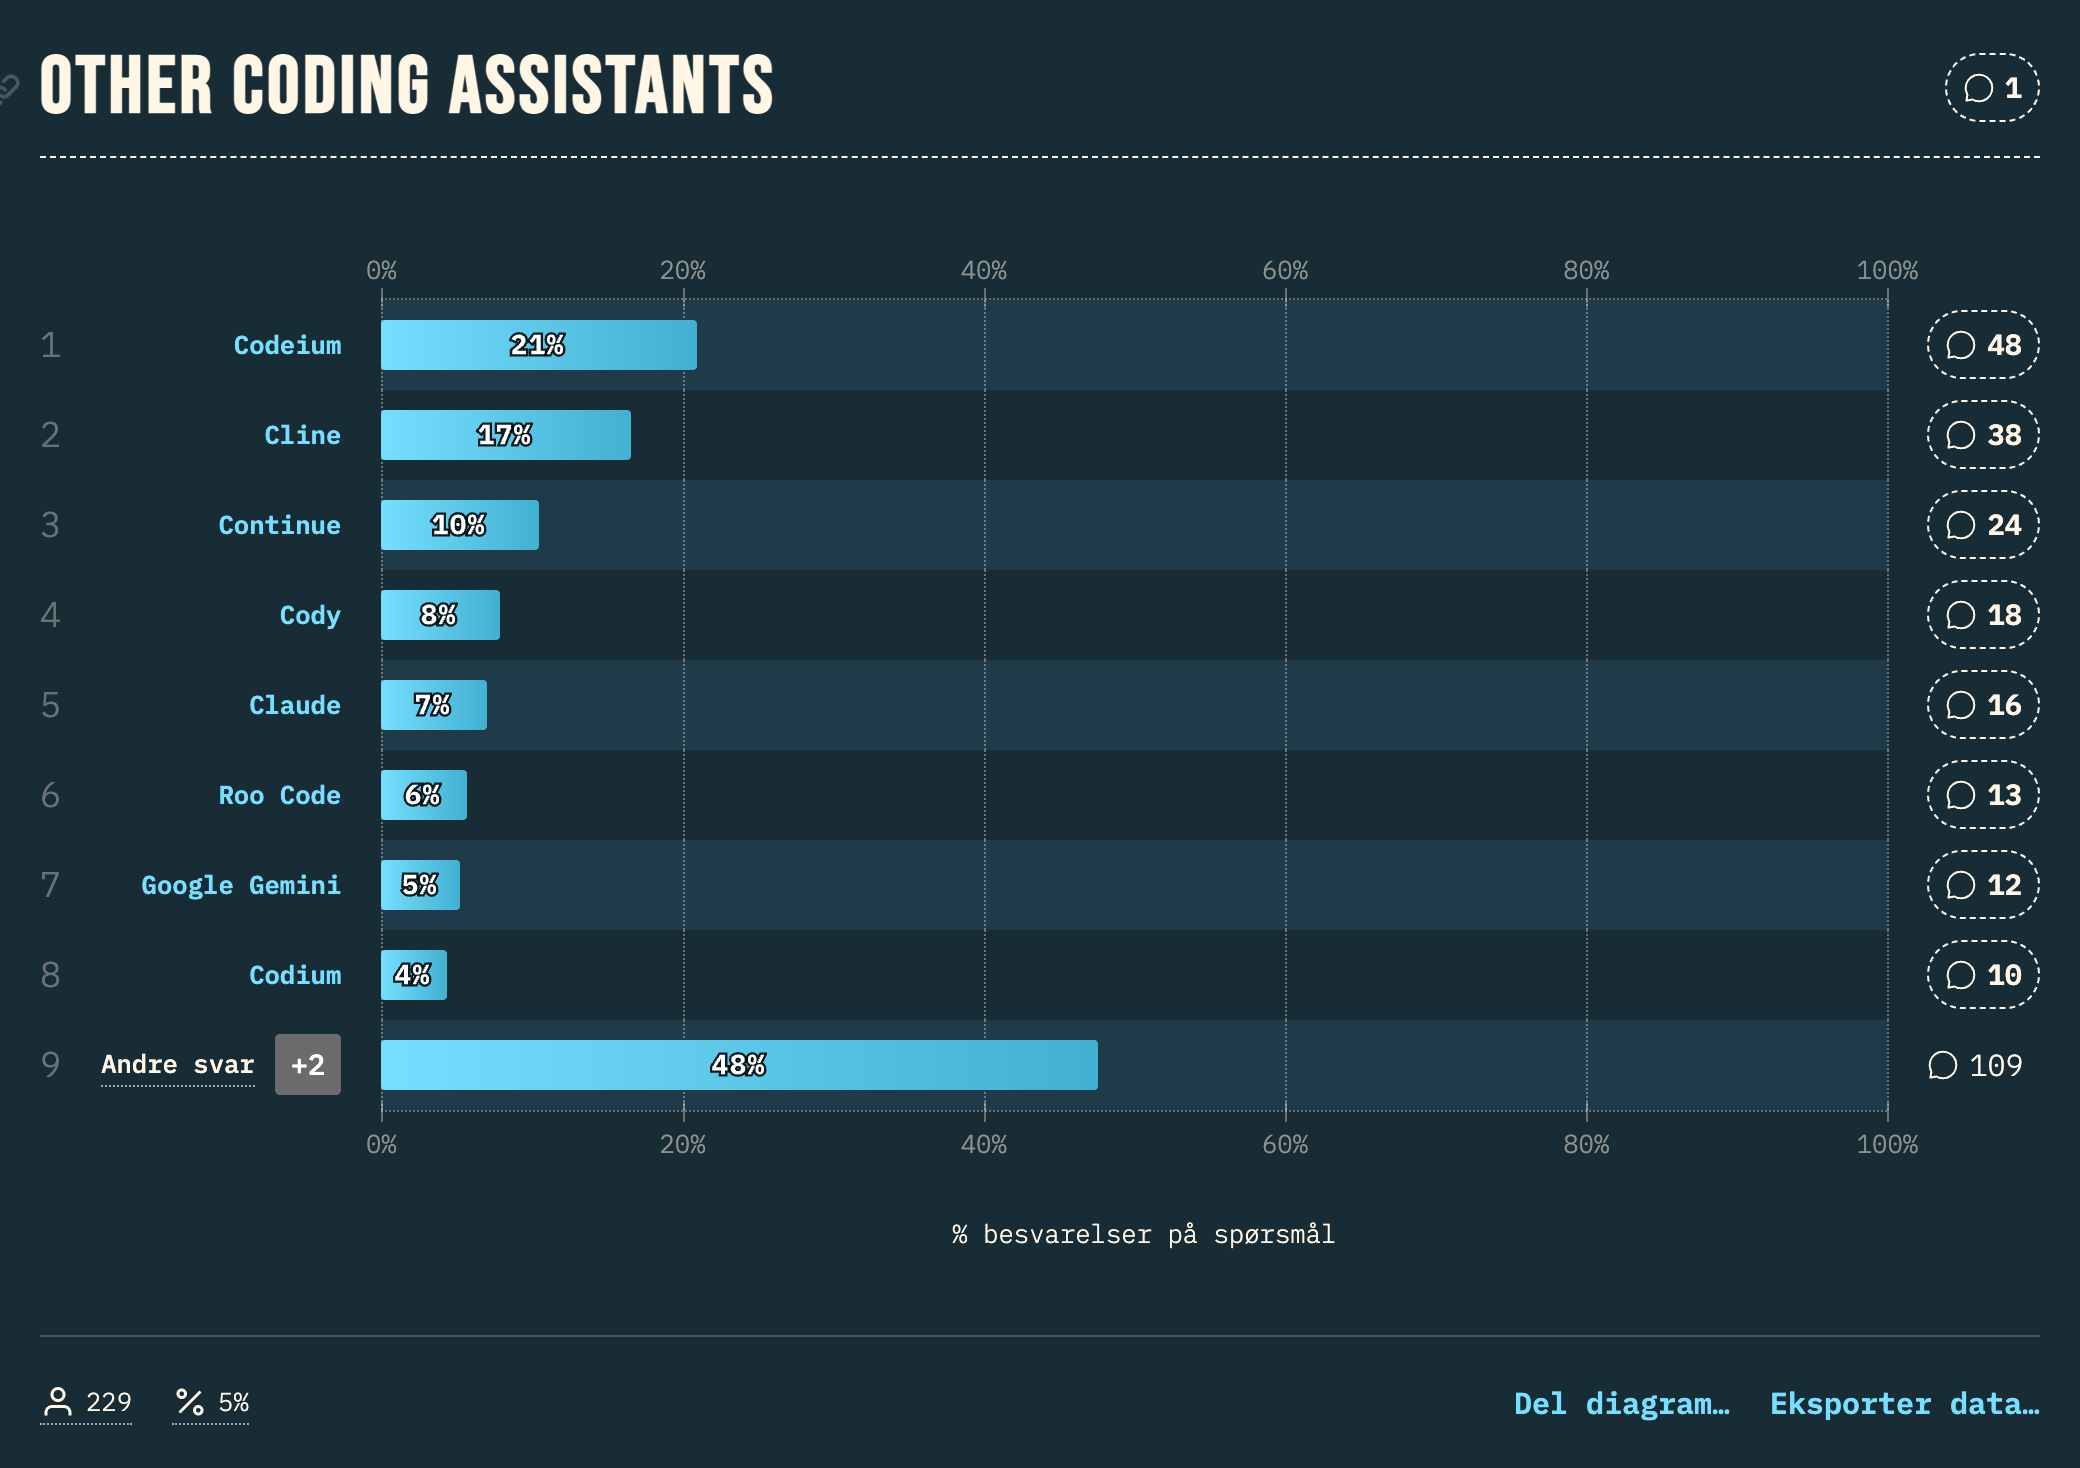 OTHER CODING ASSISTANTS
1
0% 20% 40% 60% 80% 100%
1 Codeium 21% 48
2 Cline 17% 38
3 Continue 10% 24
4 Cody 8% 18
5 Claude 7% 16
6 Roo Code 6% 13
7 Google Gemini 5% 12
8 Codium 4% 10
9 Andre svar +2 48% 109
0% 20% 40% 60% 80% 100%
% besvarelser på spørsmål
229 5% Del diagram… Eksporter data…